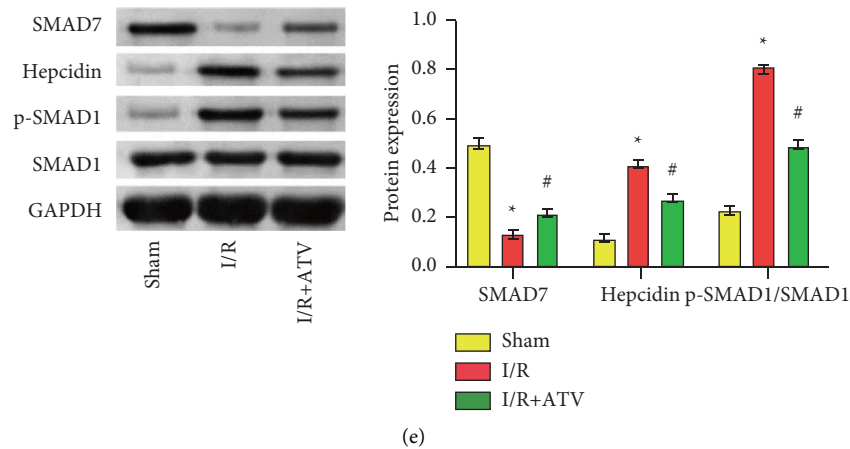 SMAD7
Hepcidin
p-SMAD1
SMAD1
GAPDH
Sham
I/R
I/R+ATV
Protein expression
1.0
0.8
0.6
0.4
0.2
0.0
*
#
*
#
*
#
SMAD7
Hepcidin p-SMAD1/SMAD1
Sham
I/R
I/R+ATV
(e)